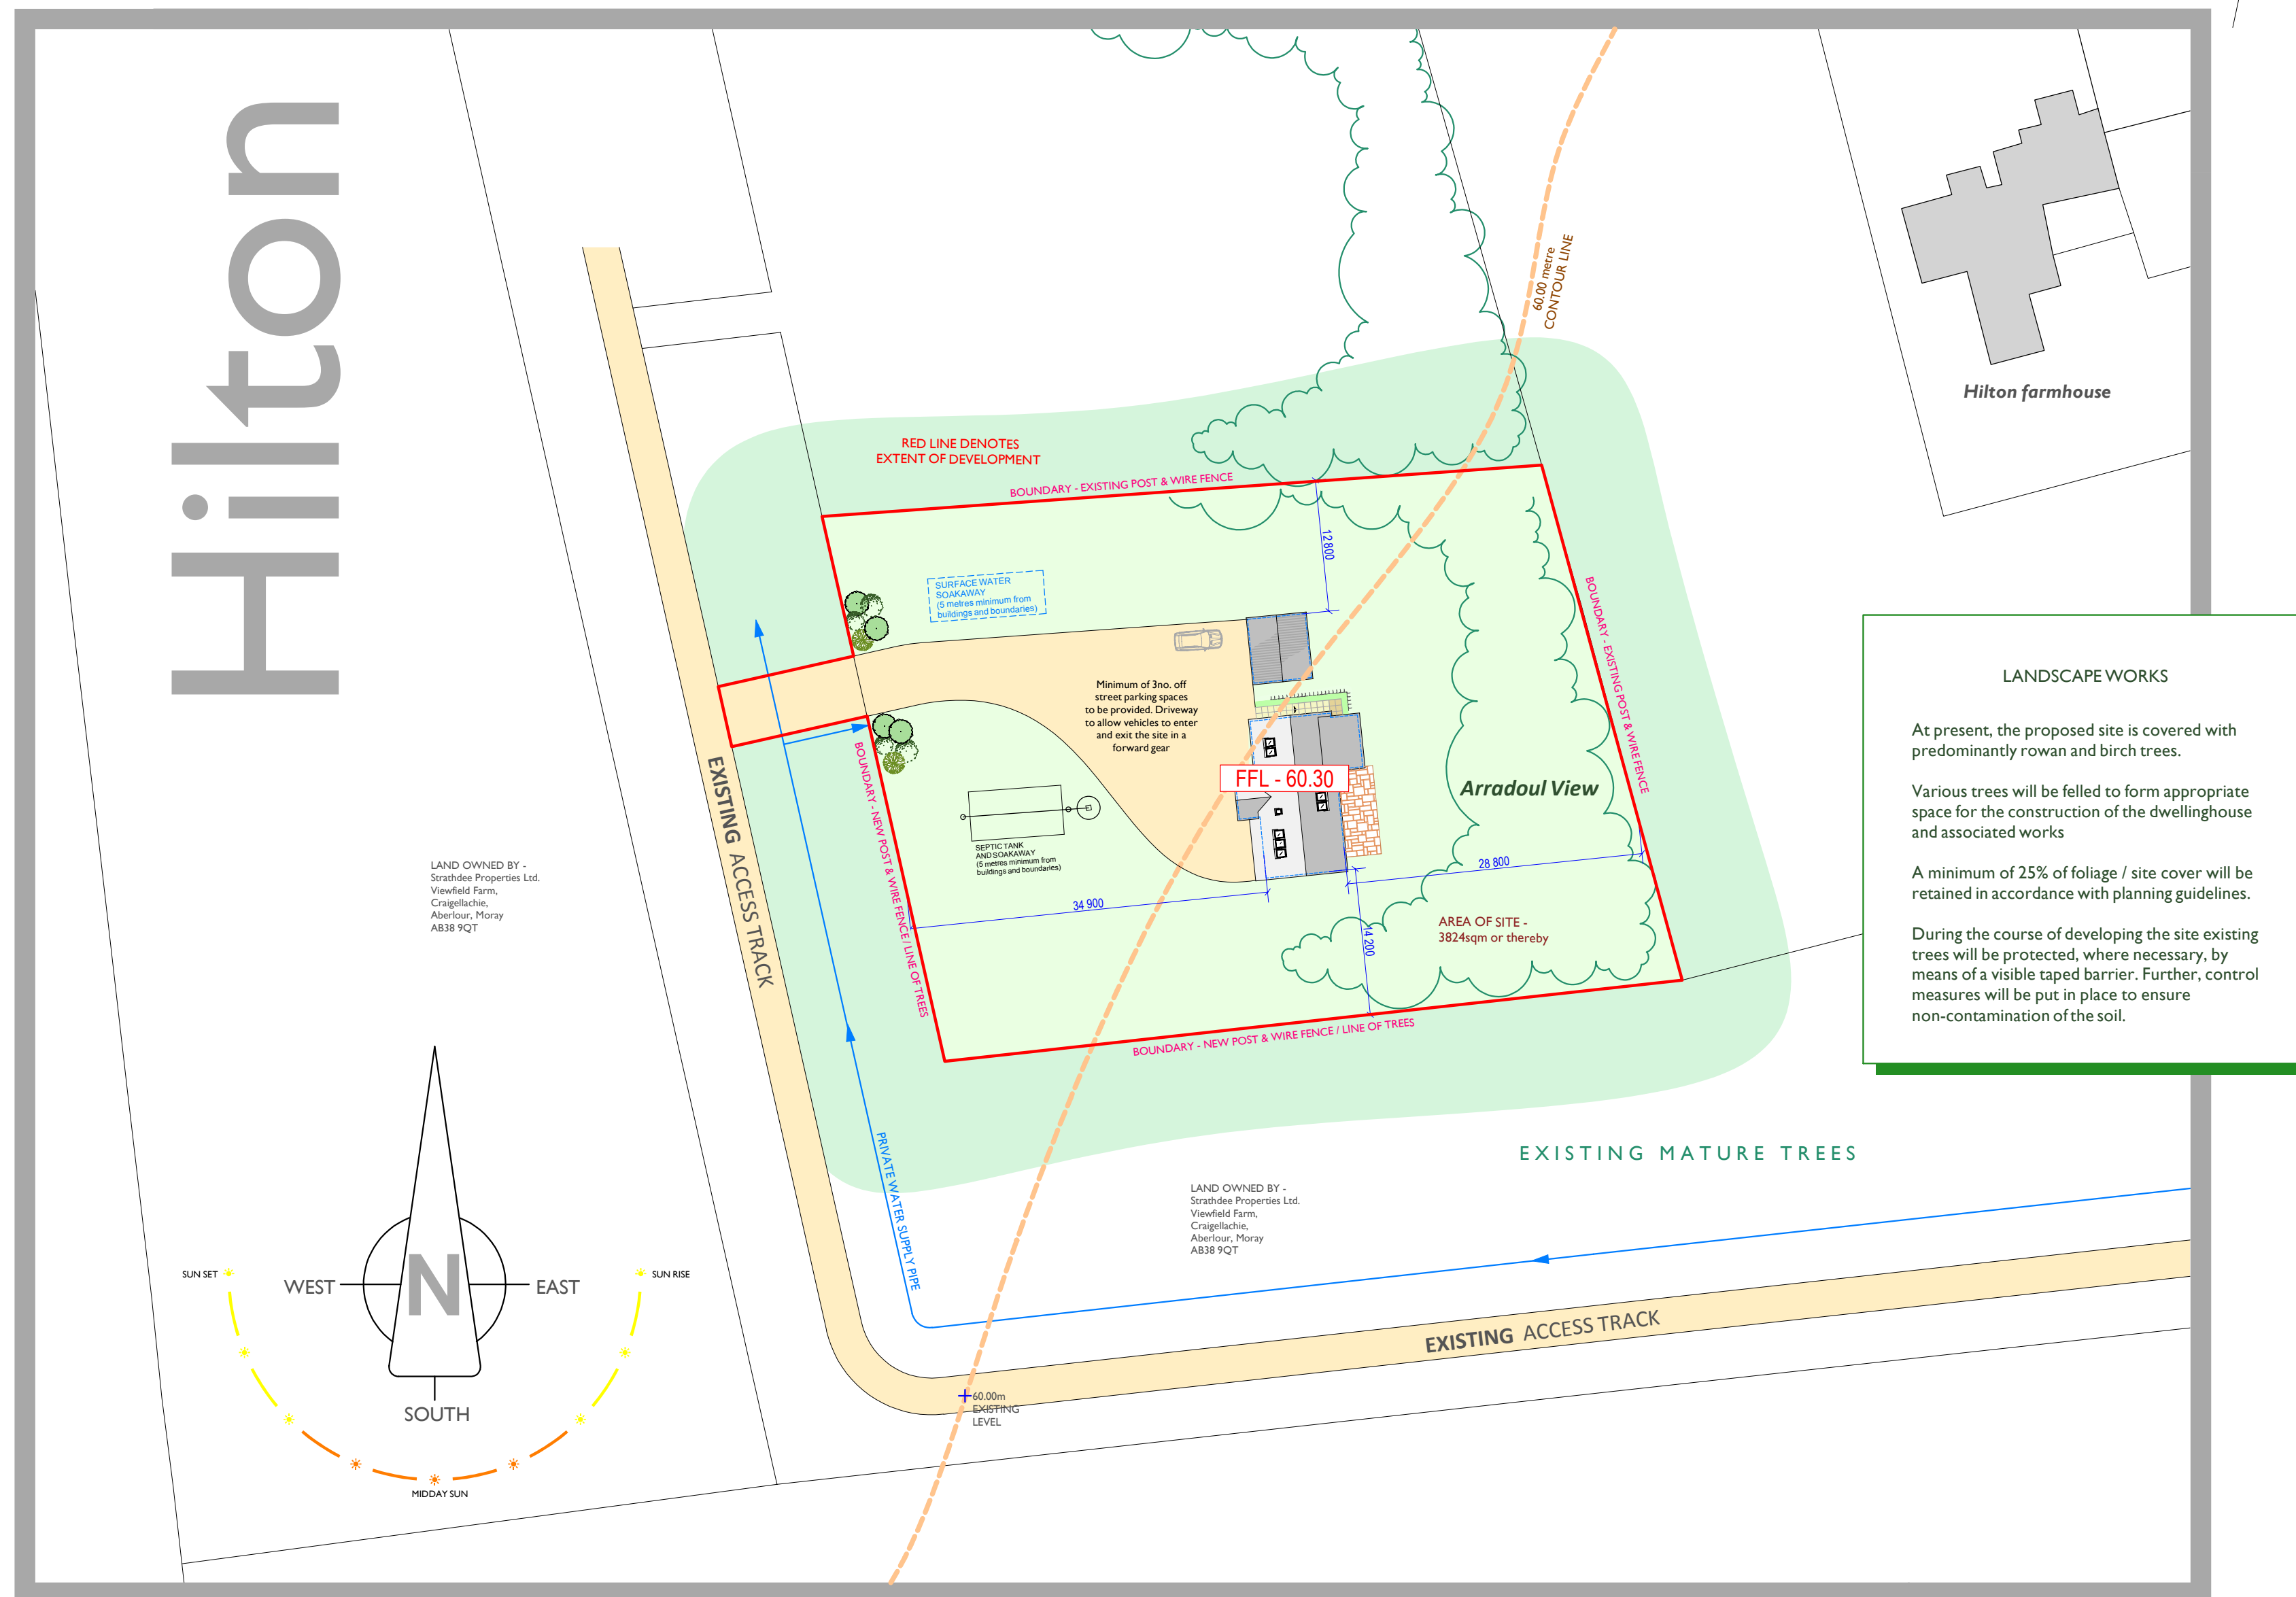 Hilton
60.00 metre
CONTOUR LINE
Hilton farmhouse
RED LINE DENOTES
EXTENT OF DEVELOPMENT
BOUNDARY - EXISTING POST & WIRE FENCE
12 800
SURFACE WATER
SOAKAWAY
(5 metres minimum from
buildings and boundaries)
BOUNDARY - EXISTING POST & WIRE FENCE
Minimum of 3no. off
street parking spaces
to be provided. Driveway
to allow vehicles to enter
and exit the site in a
forward gear
FFL - 60.30
Arradoul View
SEPTIC TANK
AND SOAKAWAY
(5 metres minimum from
buildings and boundaries)
BOUNDARY - NEW POST & WIRE FENCE / LINE OF TREES
EXISTING ACCESS TRACK
28 800
34 900
14 200
AREA OF SITE -
3824sqm or thereby
BOUNDARY - NEW POST & WIRE FENCE / LINE OF TREES
LAND OWNED BY -
Strathdee Properties Ltd.
Viewfield Farm,
Craigellachie,
Aberlour, Moray
AB38 9QT
LANDSCAPE WORKS
At present, the proposed site is covered with
predominantly rowan and birch trees.
Various trees will be felled to form appropriate
space for the construction of the dwellinghouse
and associated works
A minimum of 25% of foliage / site cover will be
retained in accordance with planning guidelines.
During the course of developing the site existing
trees will be protected, where necessary, by
means of a visible taped barrier. Further, control
measures will be put in place to ensure
non-contamination of the soil.
PRIVATE WATER SUPPLY PIPE
EXISTING MATURE TREES
LAND OWNED BY -
Strathdee Properties Ltd.
Viewfield Farm,
Craigellachie,
Aberlour, Moray
AB38 9QT
EXISTING ACCESS TRACK
60.00m
EXISTING
LEVEL
SUN SET
SUN RISE
WEST
N
EAST
SOUTH
MIDDAY SUN